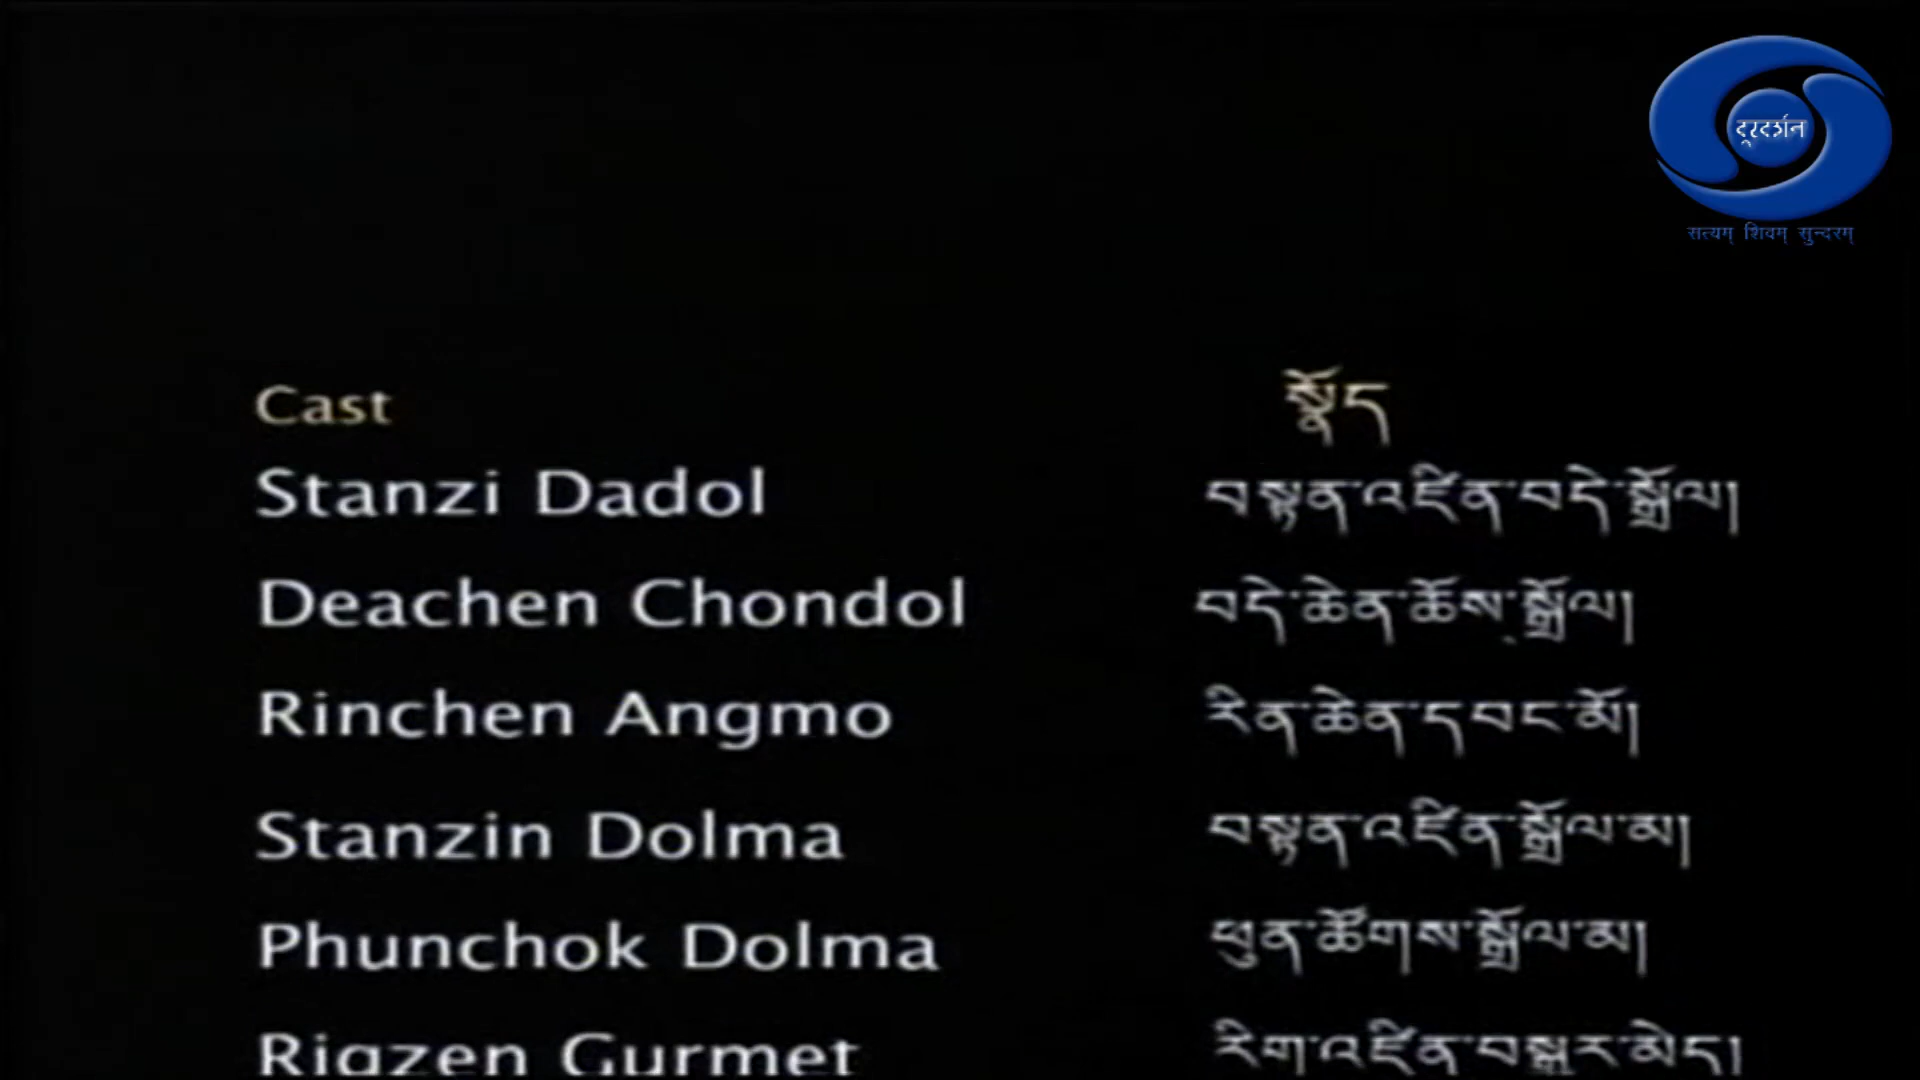 दूरदर्शन
सत्यम् शिवम् सुन्दरम्
Cast སྣོད
Stanzi Dadol བསྟན་འཛིན་བདེ་སྒྲོལ།
Deachen Chondol བདེ་ཆེན་ཆོས་སྒྲོལ།
Rinchen Angmo རིན་ཆེན་དབང་མོ།
Stanzin Dolma བསྟན་འཛིན་སྒྲོལ་མ།
Phunchok Dolma ཕུན་ཚོགས་སྒྲོལ་མ།
Rigzen Gurmet རིག་འཛིན་